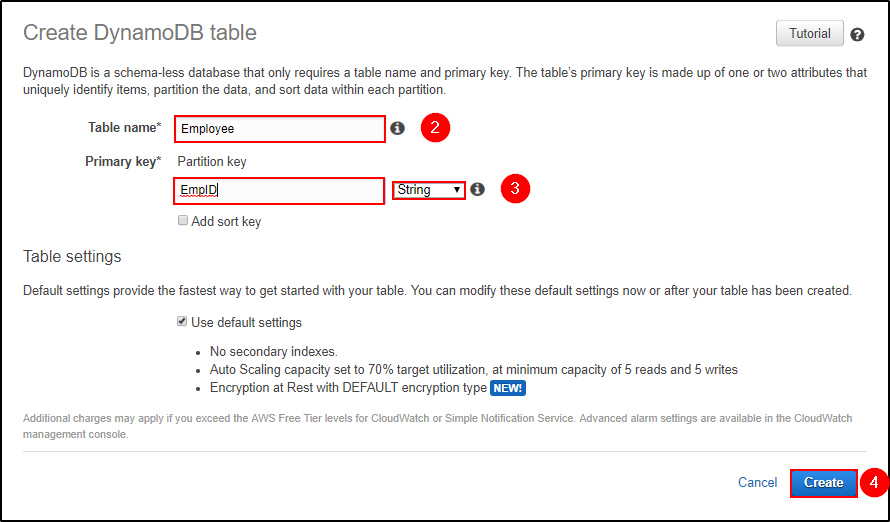 Create DynamoDB table
Tutorial ?
DynamoDB is a schema-less database that only requires a table name and primary key. The table's primary key is made up of one or two attributes that
uniquely identify items, partition the data, and sort data within each partition.
Table name* Employee i 2
Primary key* Partition key
EmpID String i 3
Add sort key
Table settings
Default settings provide the fastest way to get started with your table. You can modify these default settings now or after your table has been created.
Use default settings
• No secondary indexes.
• Auto Scaling capacity set to 70% target utilization, at minimum capacity of 5 reads and 5 writes
• Encryption at Rest with DEFAULT encryption type NEW!
Additional charges may apply if you exceed the AWS Free Tier levels for CloudWatch or Simple Notification Service. Advanced alarm settings are available in the CloudWatch
management console.
Cancel Create 4